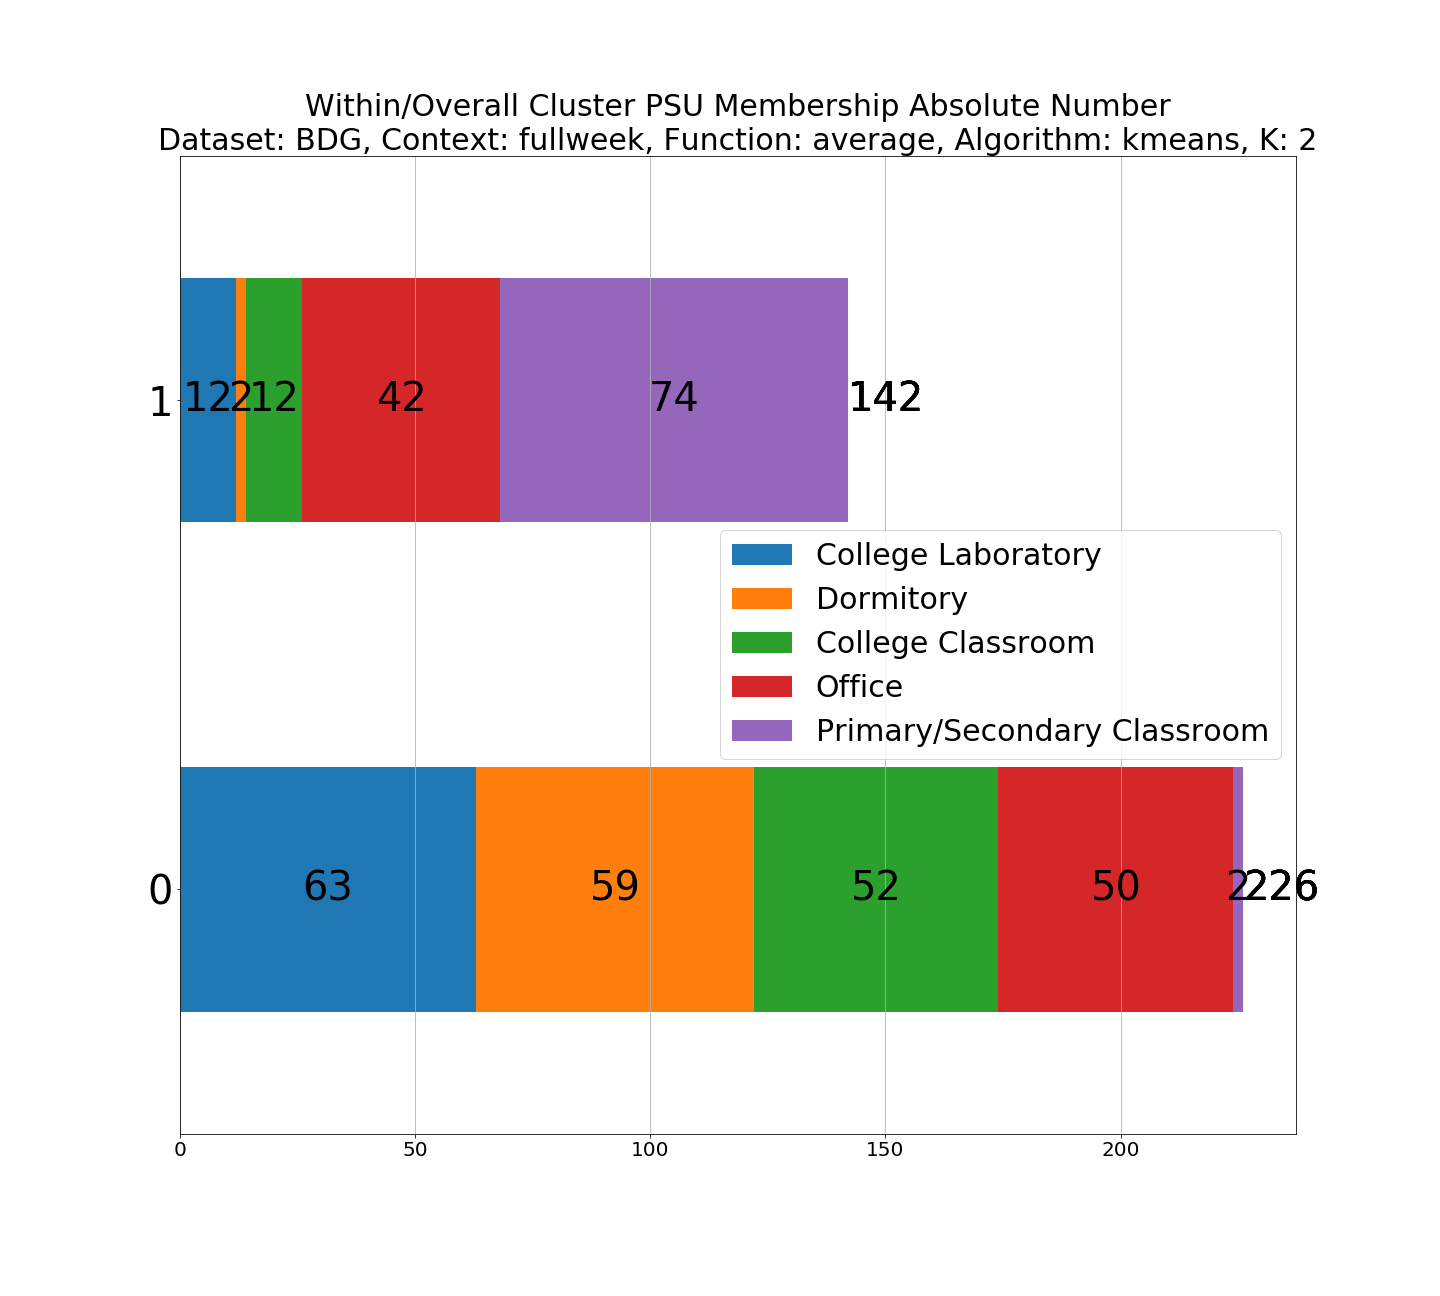 Within/Overall Cluster PSU Membership Absolute Number
Dataset: BDG, Context: fullweek, Function: average, Algorithm: kmeans, K: 2
1 12 2 12 42 74 142
College Laboratory
Dormitory
College Classroom
Office
Primary/Secondary Classroom
0 63 59 52 50 2 226
0 50 100 150 200